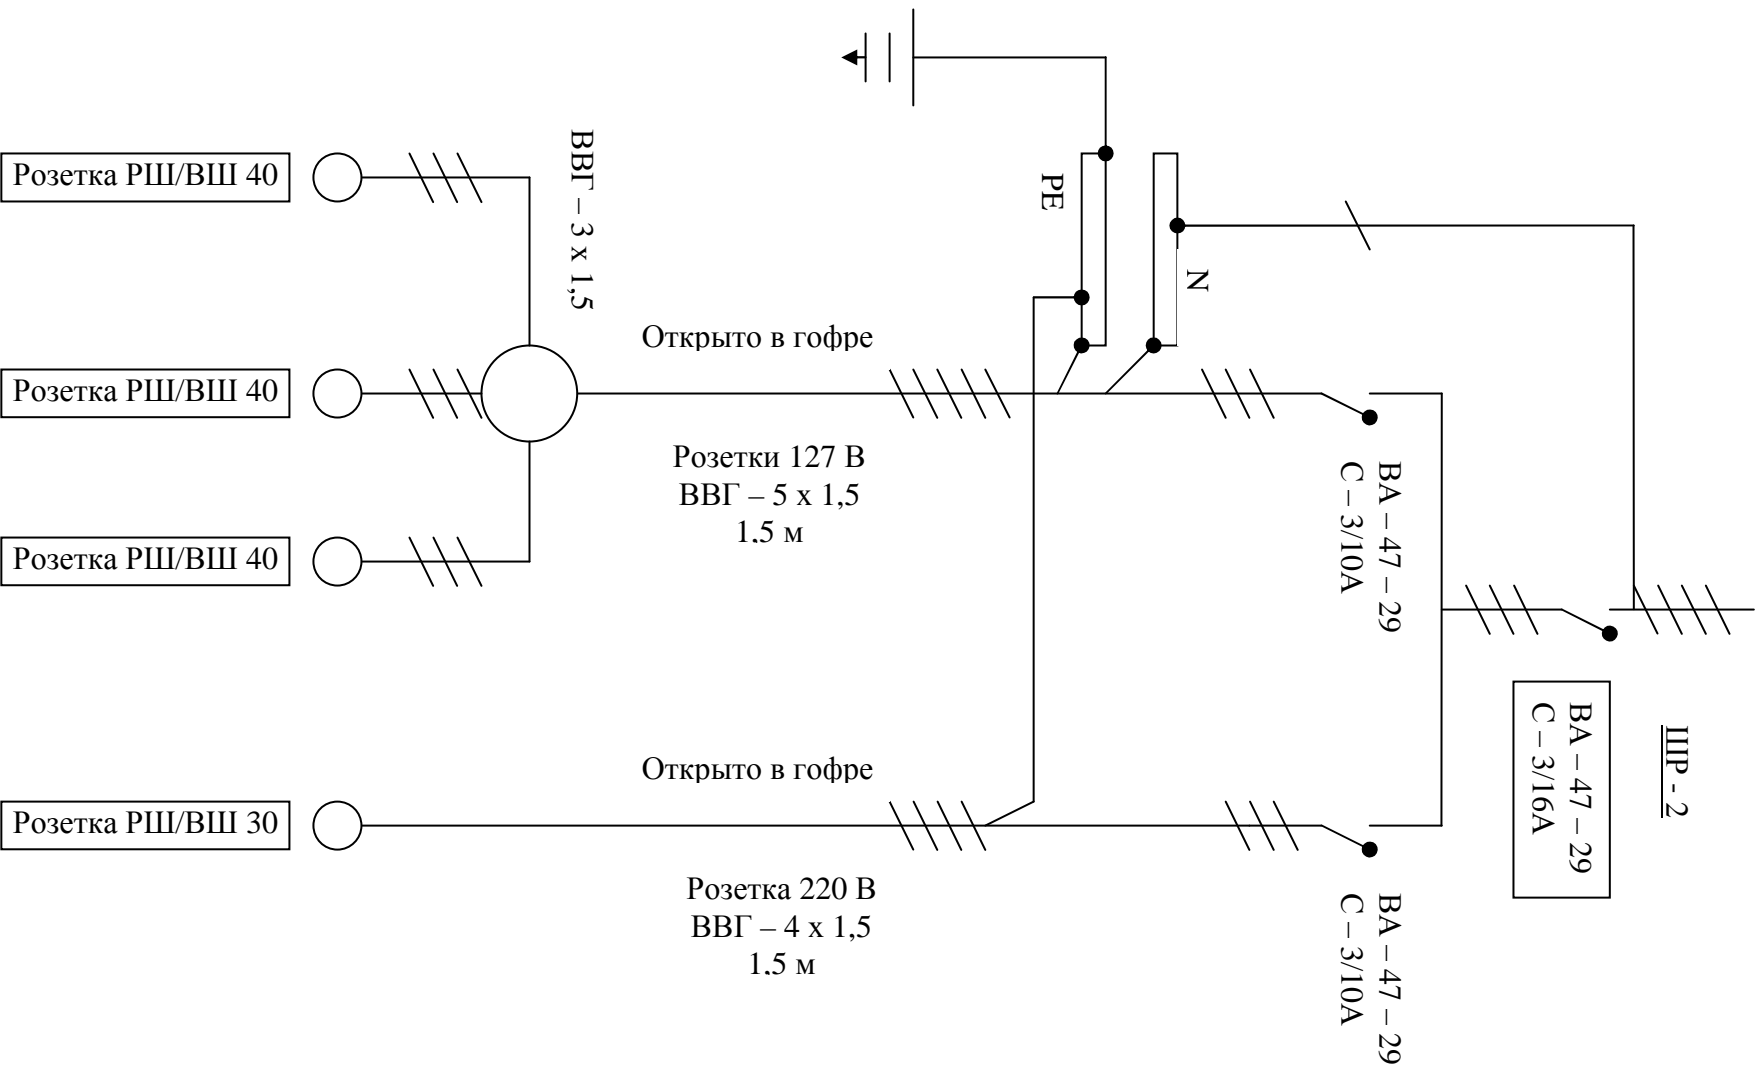 Розетка РШ/ВШ 40
Розетка РШ/ВШ 40
Розетка РШ/ВШ 40
Розетка РШ/ВШ 30
ВВГ – 3 х 1,5
Открыто в гофре
Розетки 127 В
ВВГ – 5 х 1,5
1,5 м
Открыто в гофре
Розетка 220 В
ВВГ – 4 х 1,5
1,5 м
PE
N
ВА – 47 – 29
С – 3/10А
ВА – 47 – 29
С – 3/10А
ВА – 47 – 29
С – 3/16А
ШР - 2